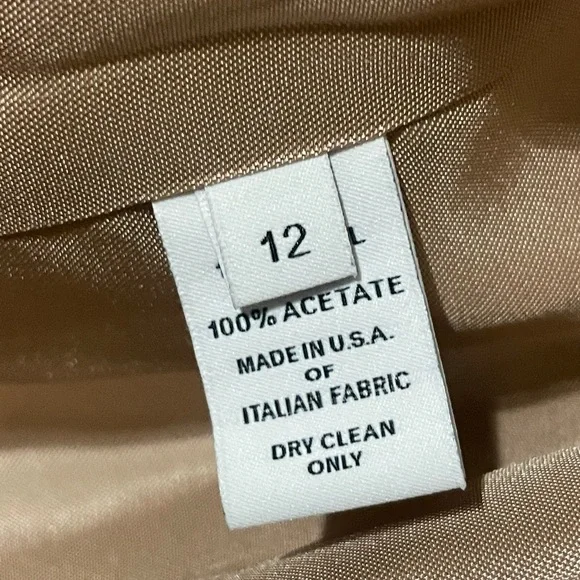 12
100% ACETATE
MADE IN U.S.A.
OF
ITALIAN FABRIC
DRY CLEAN
ONLY